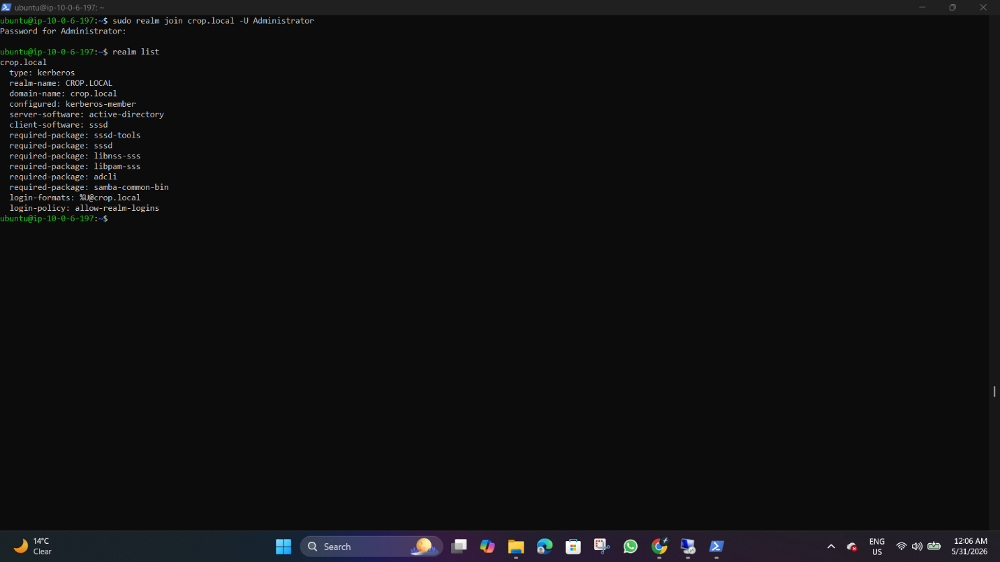 ubuntu@ip-10-0-6-197: ~
ubuntu@ip-10-0-6-197:~$ sudo realm join crop.local -U Administrator
Password for Administrator:
ubuntu@ip-10-0-6-197:~$ realm list
crop.local
  type: kerberos
  realm-name: CROP.LOCAL
  domain-name: crop.local
  configured: kerberos-member
  server-software: active-directory
  client-software: sssd
  required-package: sssd-tools
  required-package: sssd
  required-package: libnss-sss
  required-package: libpam-sss
  required-package: adcli
  required-package: samba-common-bin
  login-formats: %U@crop.local
  login-policy: allow-realm-logins
ubuntu@ip-10-0-6-197:~$
14°C
Clear
Search
ENG
US
12:06 AM
5/31/2026